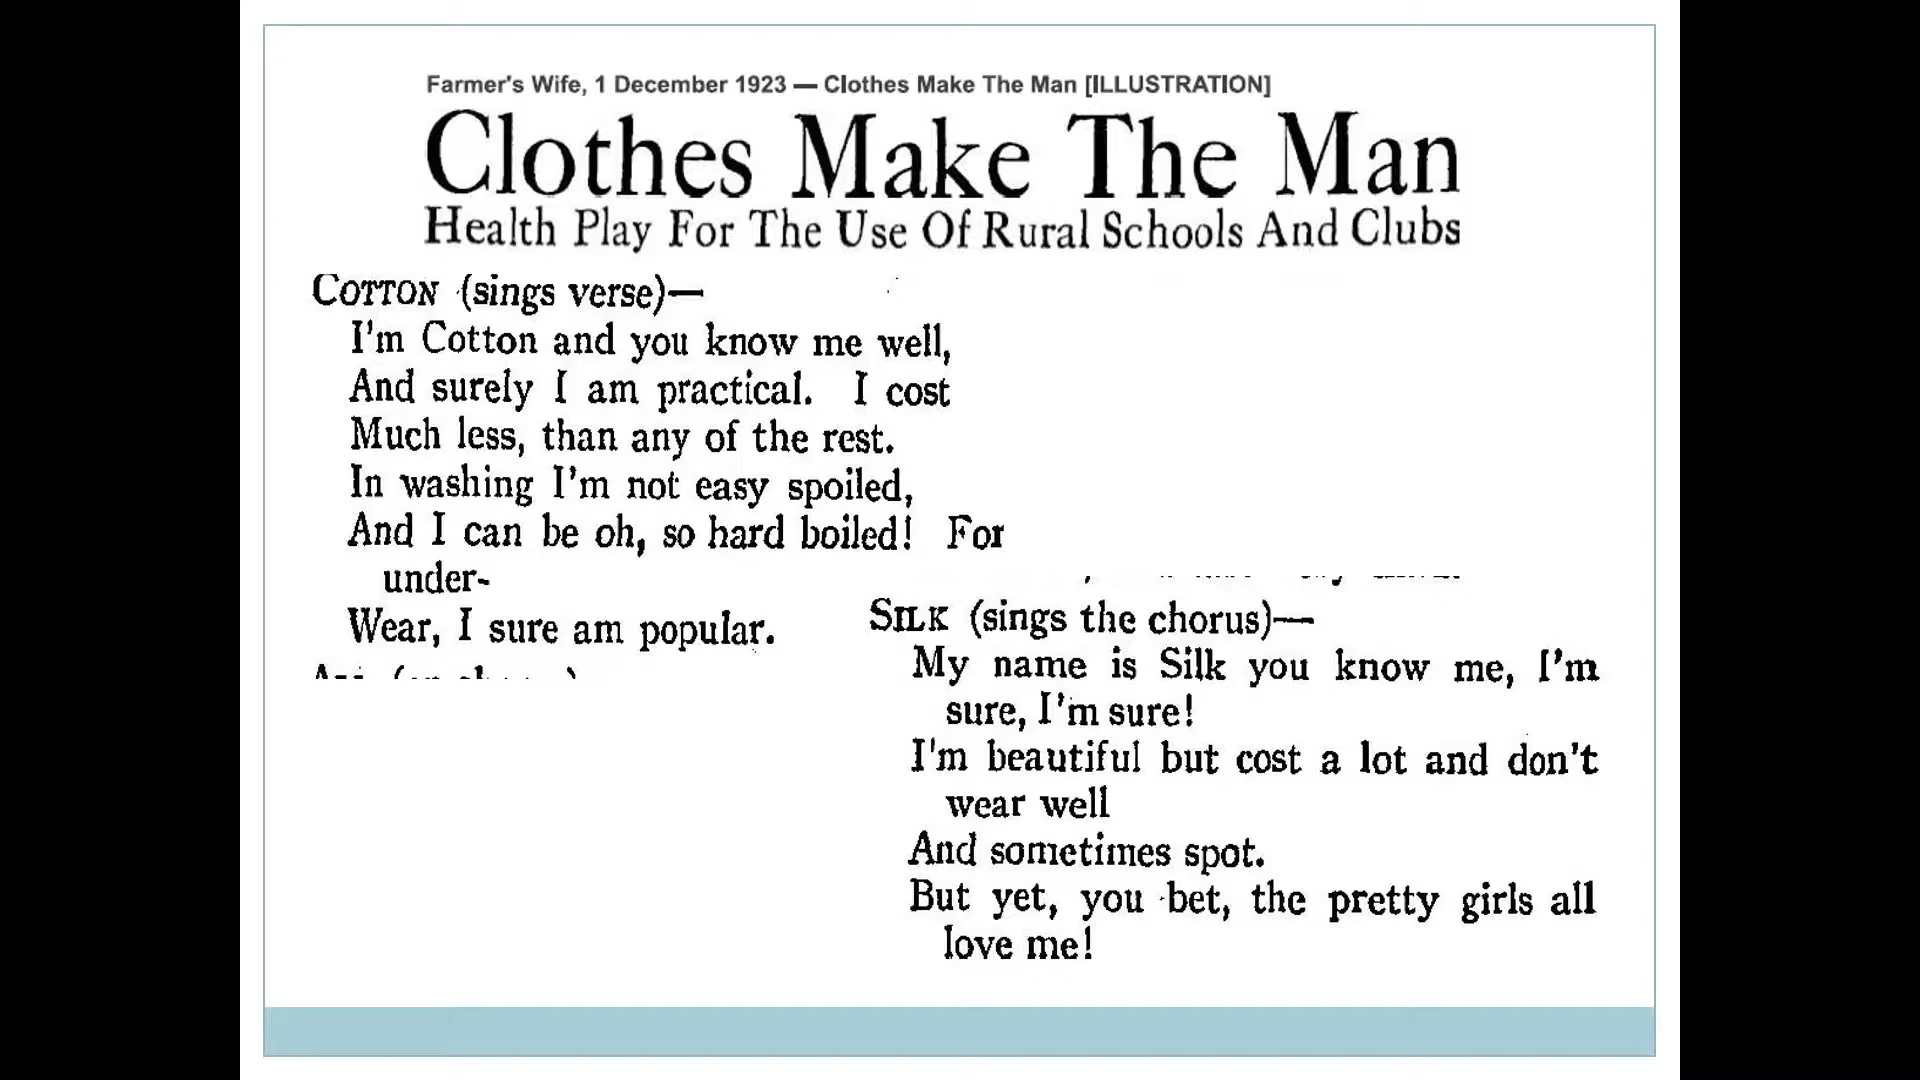 Farmer's Wife, 1 December 1923 — Clothes Make The Man [ILLUSTRATION]
Clothes Make The Man
Health Play For The Use Of Rural Schools And Clubs
COTTON (sings verse)—
I'm Cotton and you know me well,
And surely I am practical. I cost
Much less, than any of the rest.
In washing I'm not easy spoiled,
And I can be oh, so hard boiled! For
under-
Wear, I sure am popular.
SILK (sings the chorus)—
My name is Silk you know me, I'm
sure, I'm sure!
I'm beautiful but cost a lot and don't
wear well
And sometimes spot.
But yet, you bet, the pretty girls all
love me!